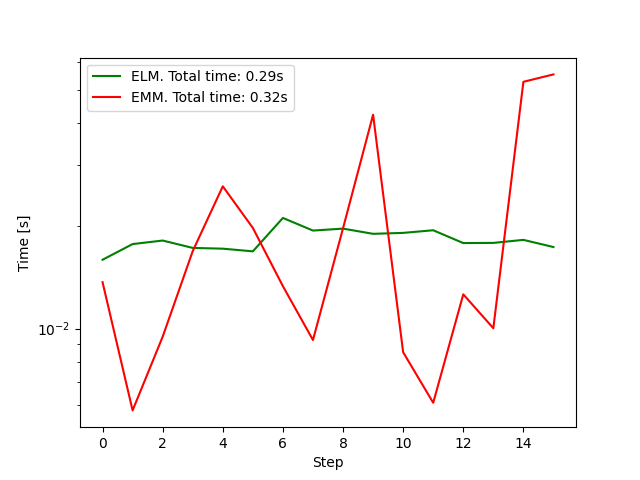 ELM. Total time: 0.29s
EMM. Total time: 0.32s
Time [s]
10⁻²
0 2 4 6 8 10 12 14
Step